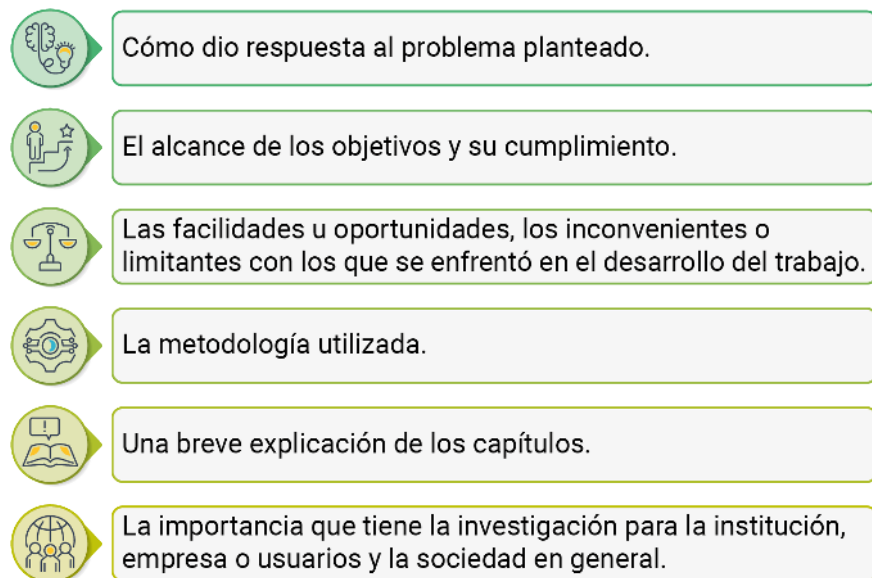 Cómo dio respuesta al problema planteado.
El alcance de los objetivos y su cumplimiento.
Las facilidades u oportunidades, los inconvenientes o
limitantes con los que se enfrentó en el desarrollo del trabajo.
La metodología utilizada.
Una breve explicación de los capítulos.
La importancia que tiene la investigación para la institución,
empresa o usuarios y la sociedad en general.